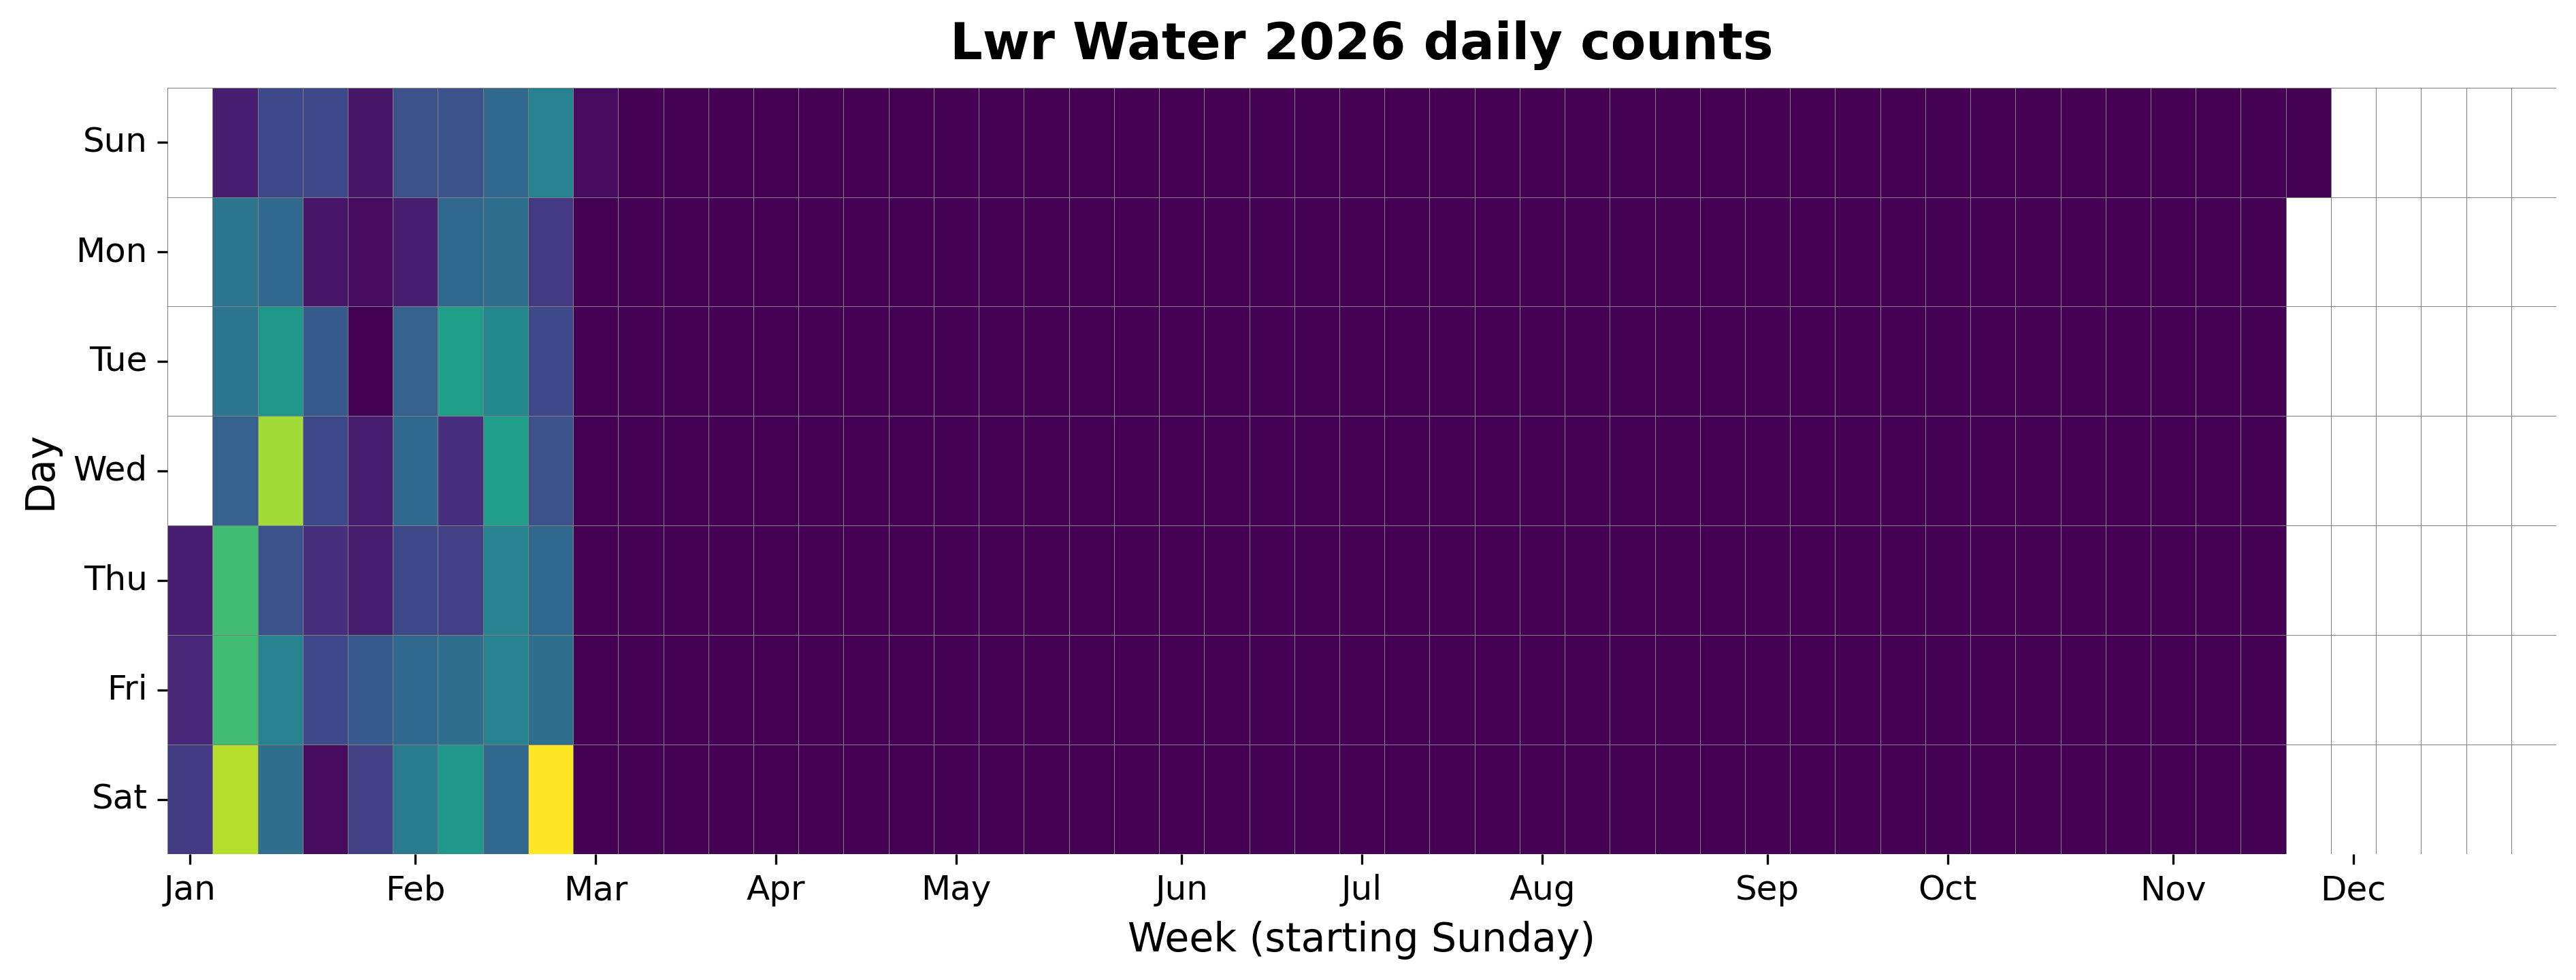 Lwr Water 2026 daily counts
Sun
Mon
Tue
Wed
Thu
Fri
Sat
Day
Jan Feb Mar Apr May Jun Jul Aug Sep Oct Nov Dec
Week (starting Sunday)